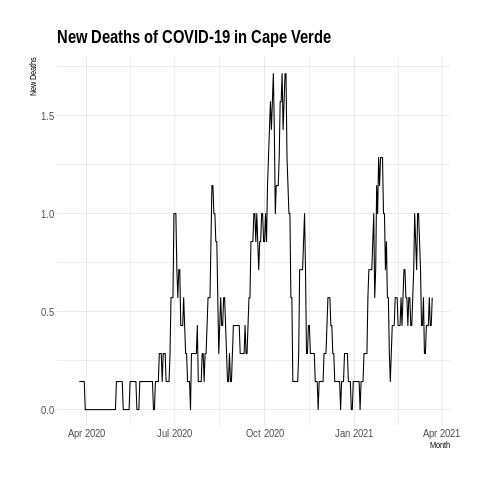 New Deaths of COVID-19 in Cape Verde
New Deaths
1.5
1.0
0.5
0.0
Apr 2020 Jul 2020 Oct 2020 Jan 2021 Apr 2021
Month